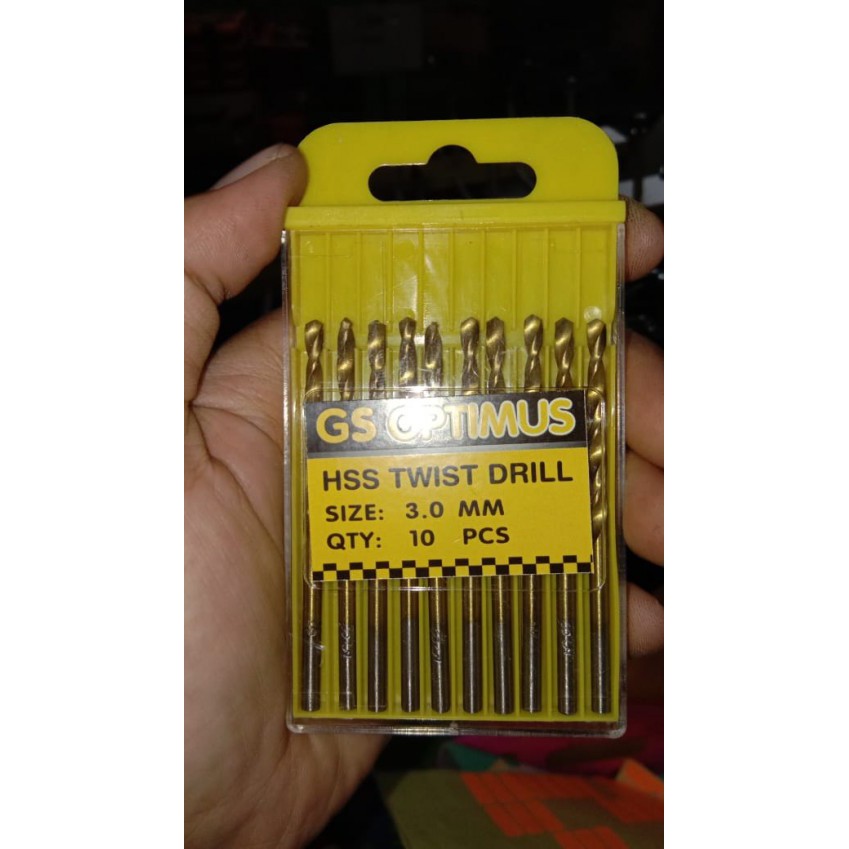 GS OPTIMUS
HSS TWIST DRILL
SIZE: 3.0 MM
QTY: 10 PCS